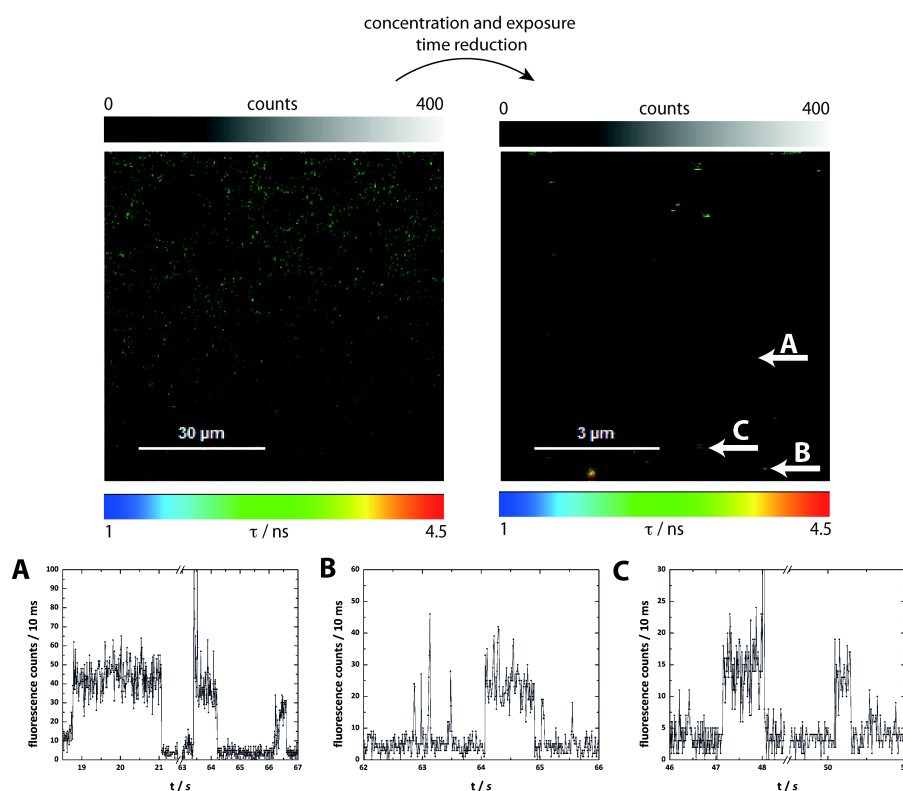 concentration and exposure
time reduction
0 counts 400
0 counts 400
30 µm
3 µm
A
C
B
1 τ / ns 4.5
1 τ / ns 4.5
A
fluorescence counts / 10 ms
100
90
80
70
60
50
40
30
20
10
0
19 20 21 63 64 65 66 67
t / s
B
fluorescence counts / 10 ms
60
50
40
30
20
10
0
62 63 64 65 66
t / s
C
fluorescence counts / 10 ms
30
25
20
15
10
5
0
46 47 48 50
t / s